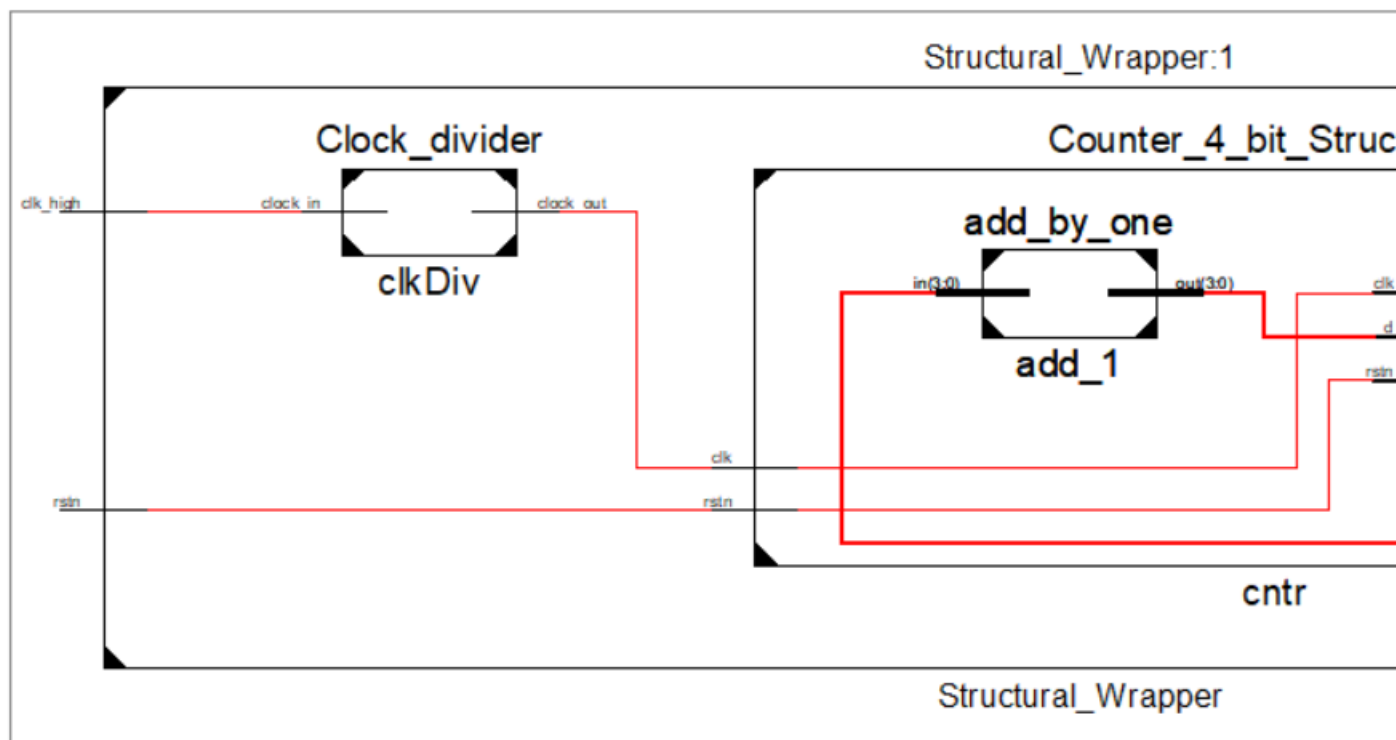 Structural_Wrapper:1
Clock_divider
Counter_4_bit_Struc
clk_high
clock_in
clock_out
add_by_one
clkDiv
in(3:0)
out(3:0)
clk
d
add_1
rstn
clk
rstn
rstn
cntr
Structural_Wrapper